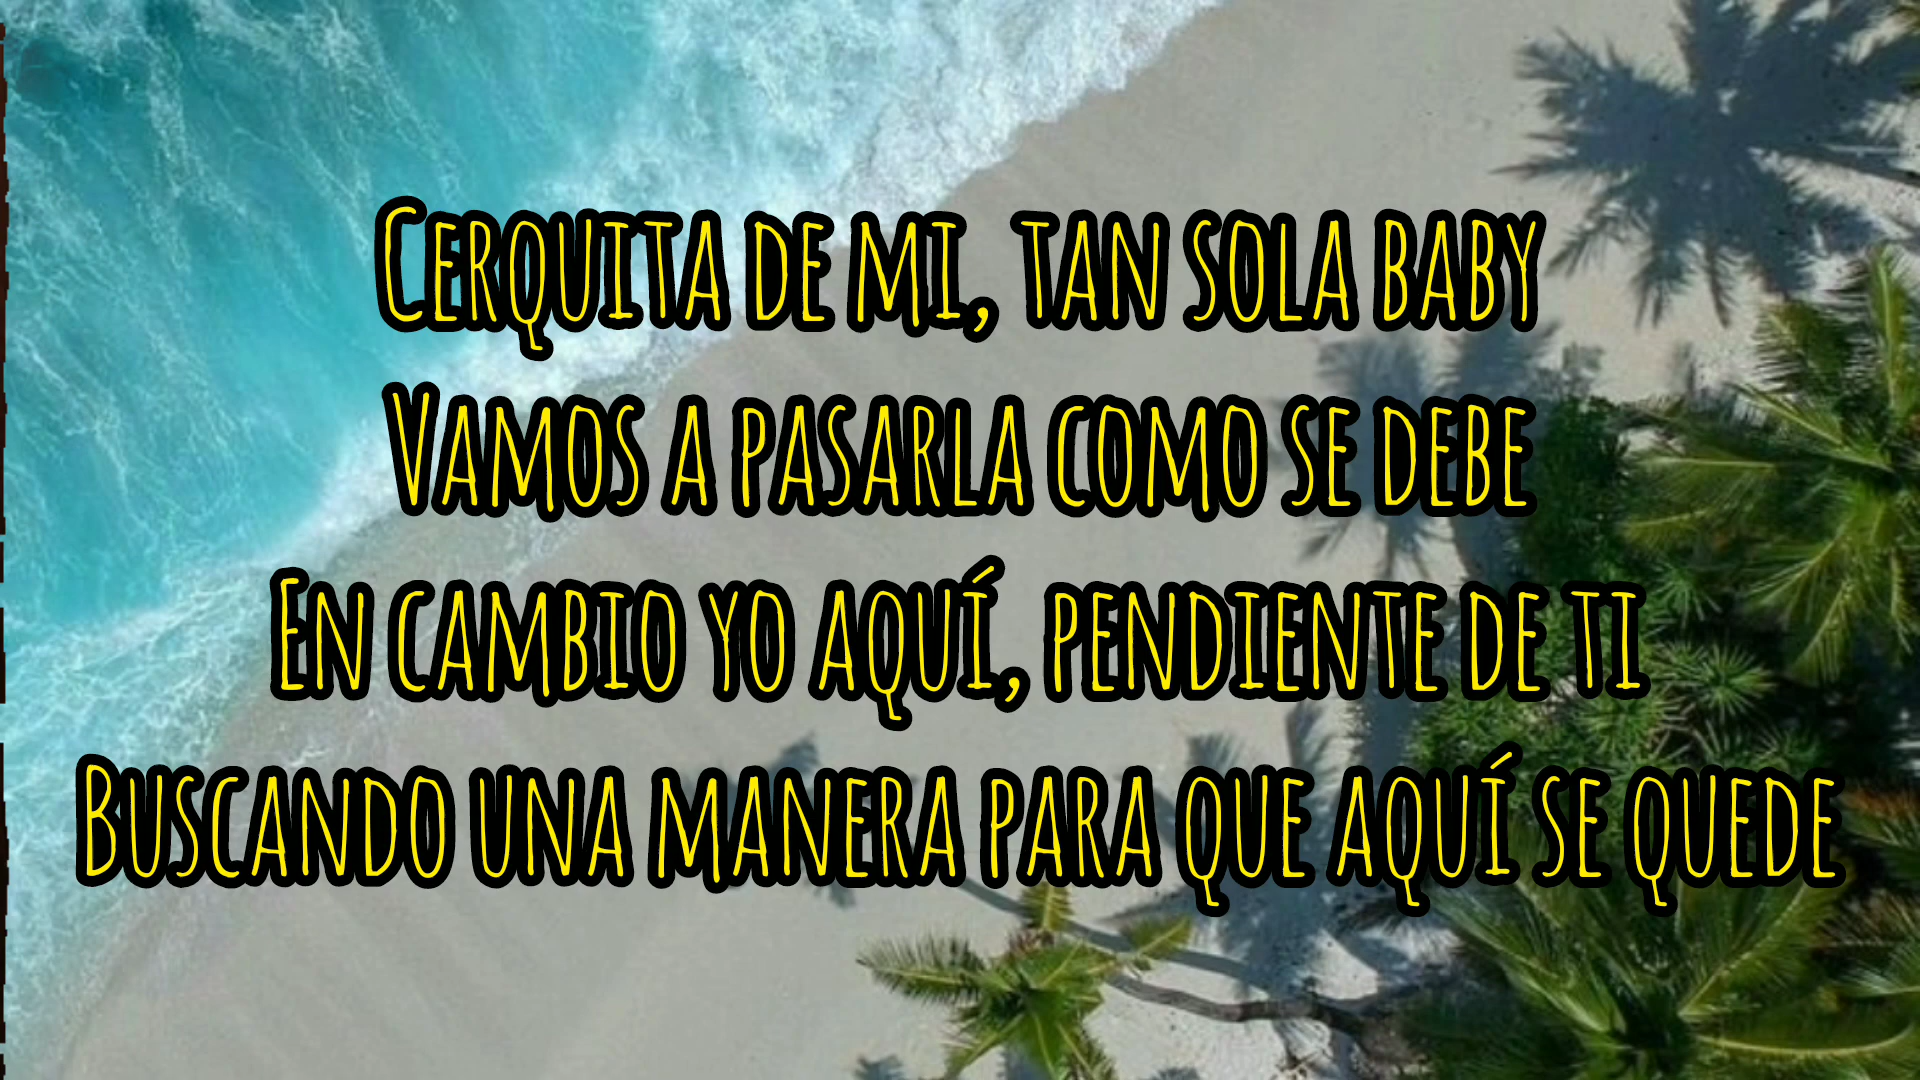 Cerquita de mi, tan sola baby
Vamos a pasarla como se debe
En cambio yo aquí, pendiente de ti
Buscando una manera para que aquí se quede